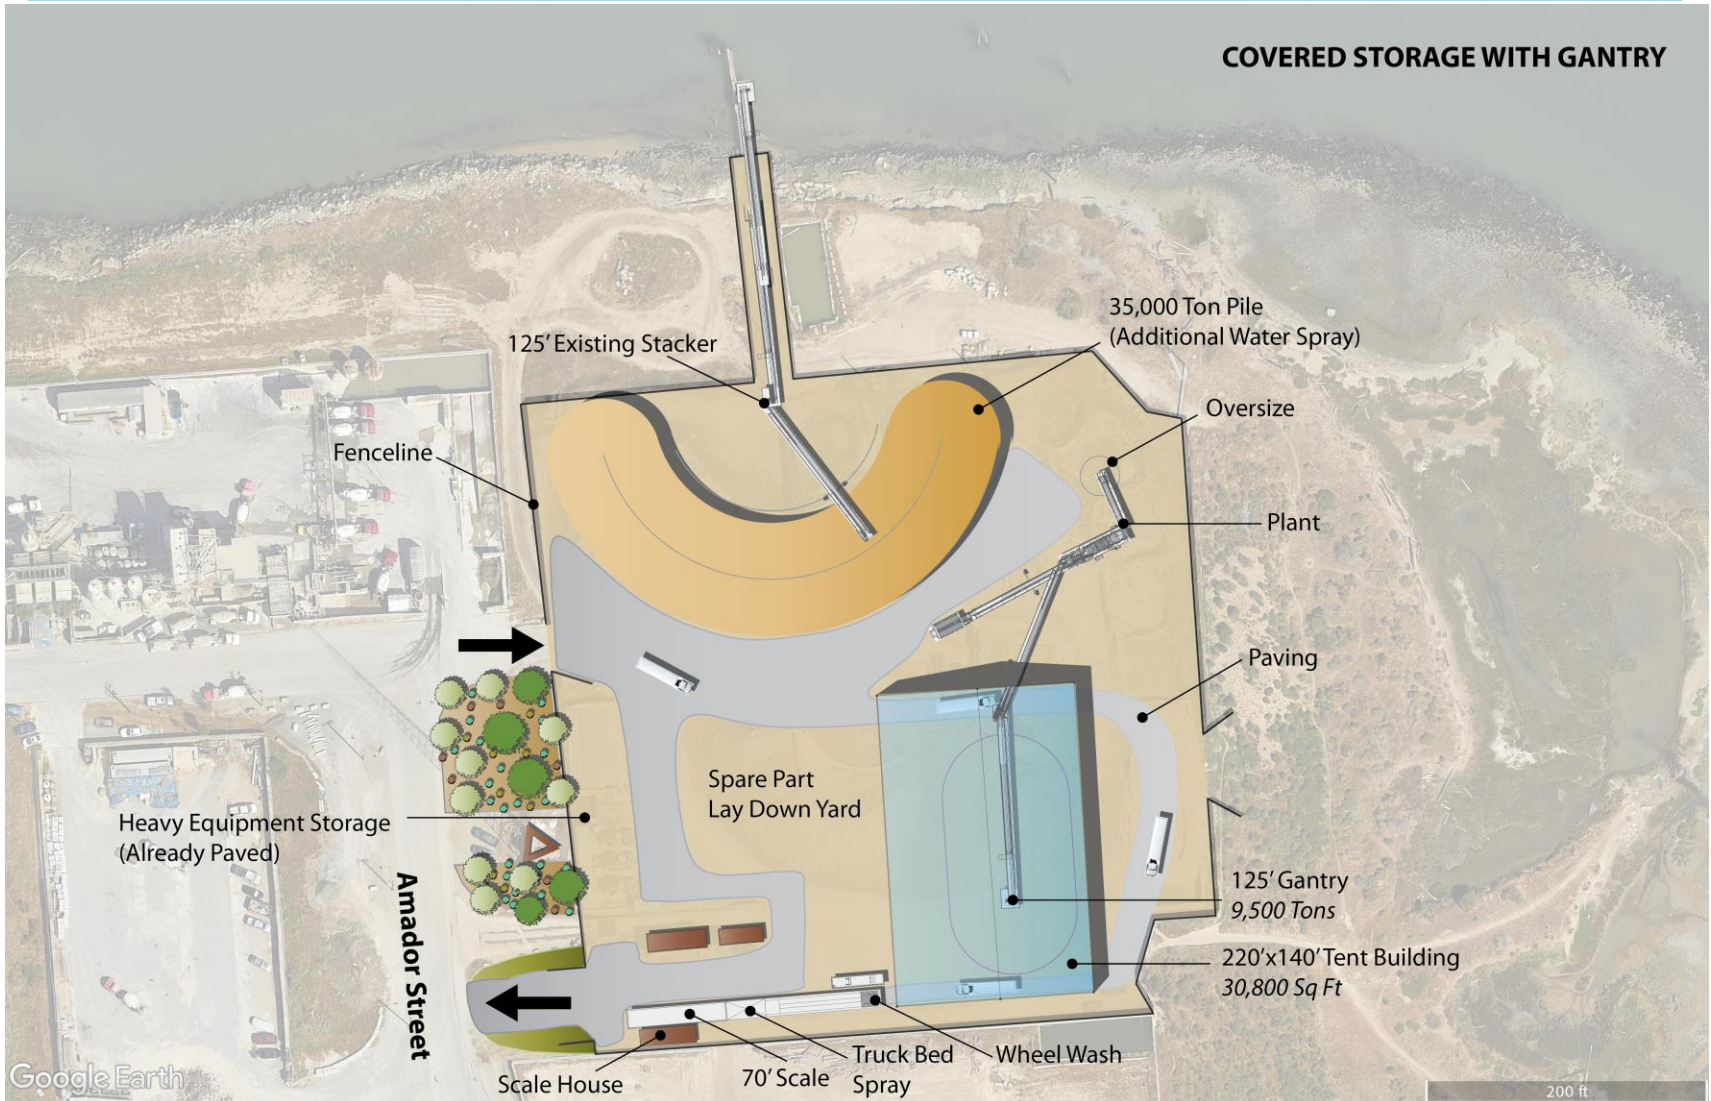 COVERED STORAGE WITH GANTRY
35,000 Ton Pile
(Additional Water Spray)
125' Existing Stacker
Oversize
Fenceline
Plant
Paving
Spare Part
Lay Down Yard
Heavy Equipment Storage
(Already Paved)
Amador Street
125' Gantry
9,500 Tons
220'x140' Tent Building
30,800 Sq Ft
Wheel Wash
Truck Bed
Spray
70' Scale
Scale House
Google Earth
200 ft